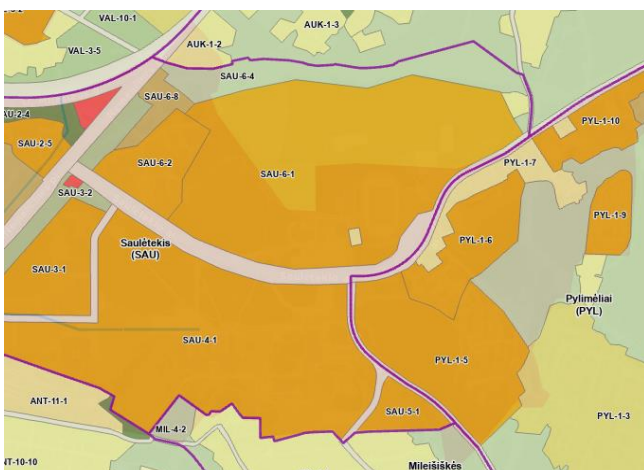 VAL-10-1
AUK-1-3
AUK-1-2
VAL-3-5
SAU-6-4
SAU-6-8
AU-2-4
PYL-1-10
SAU-2-5
SAU-6-2
PYL-1-7
SAU-6-1
SAU-3-2
PYL-1-9
Saulėtekis
(SAU)
PYL-1-6
SAU-3-1
Pylimėliai
(PYL)
SAU-4-1
PYL-1-5
ANT-11-1
SAU-5-1
PYL-1-3
MIL-4-2
NT-10-10
Mileišiškės